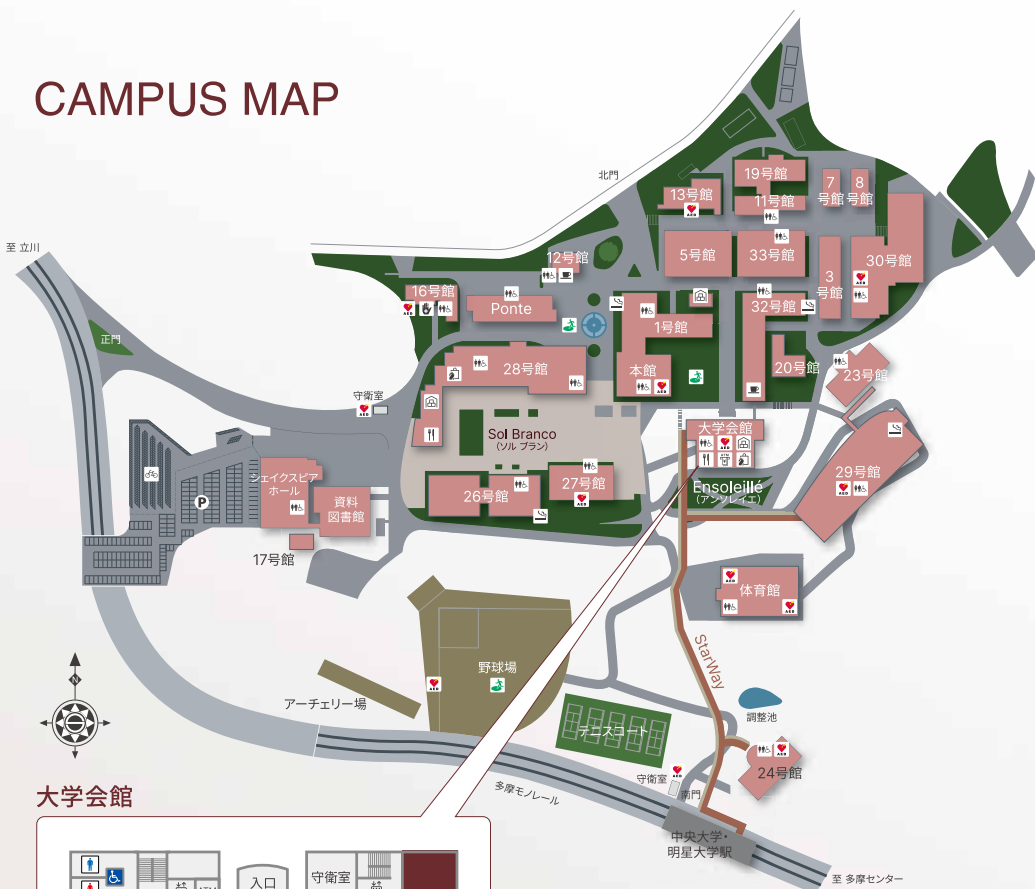 CAMPUS MAP
北門
19号館
7
号館
8
号館
13号館
11号館
至 立川
12号館
5号館
33号館
3
号館
30号館
16号館
Ponte
32号館
1号館
正門
28号館
本館
20号館
23号館
守衛室
Sol Branco
(ソル ブラン)
大学会館
ATM
シェイクスピア
ホール
P
資料
図書館
26号館
27号館
Ensoleillé
(アンソレイエ)
29号館
17号館
体育館
StarWay
野球場
アーチェリー場
N
テニスコート
調整池
24号館
守衛室
南門
多摩モノレール
中央大学・
明星大学駅
至 多摩センター
大学会館
入口
守衛室
ATM
AED